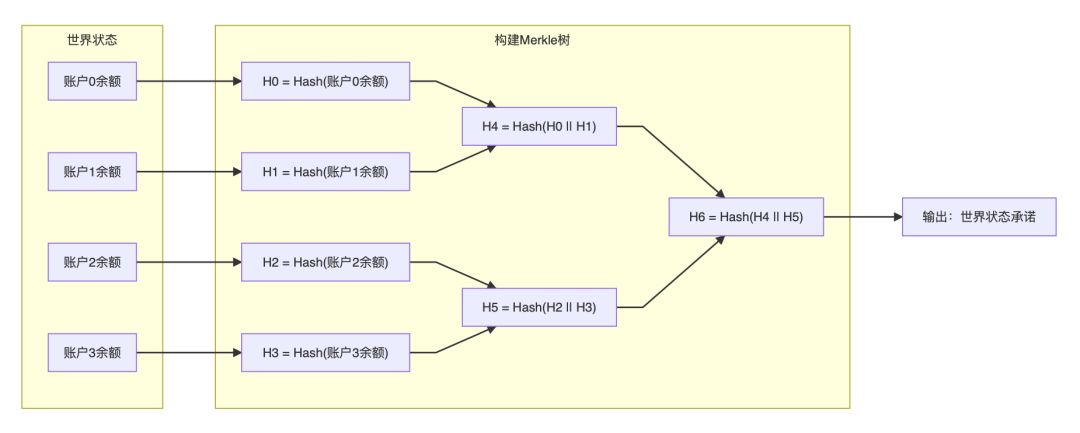 世界状态
构建Merkle树
账户0余额
H0 = Hash(账户0余额)
H4 = Hash(H0 || H1)
账户1余额
H1 = Hash(账户1余额)
H6 = Hash(H4 || H5)
输出：世界状态承诺
账户2余额
H2 = Hash(账户2余额)
H5 = Hash(H2 || H3)
账户3余额
H3 = Hash(账户3余额)